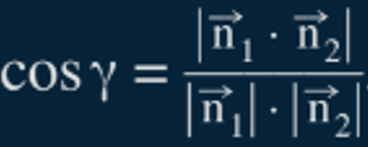 cos γ = |n⃗₁ · n⃗₂| / |n⃗₁| · |n⃗₂|